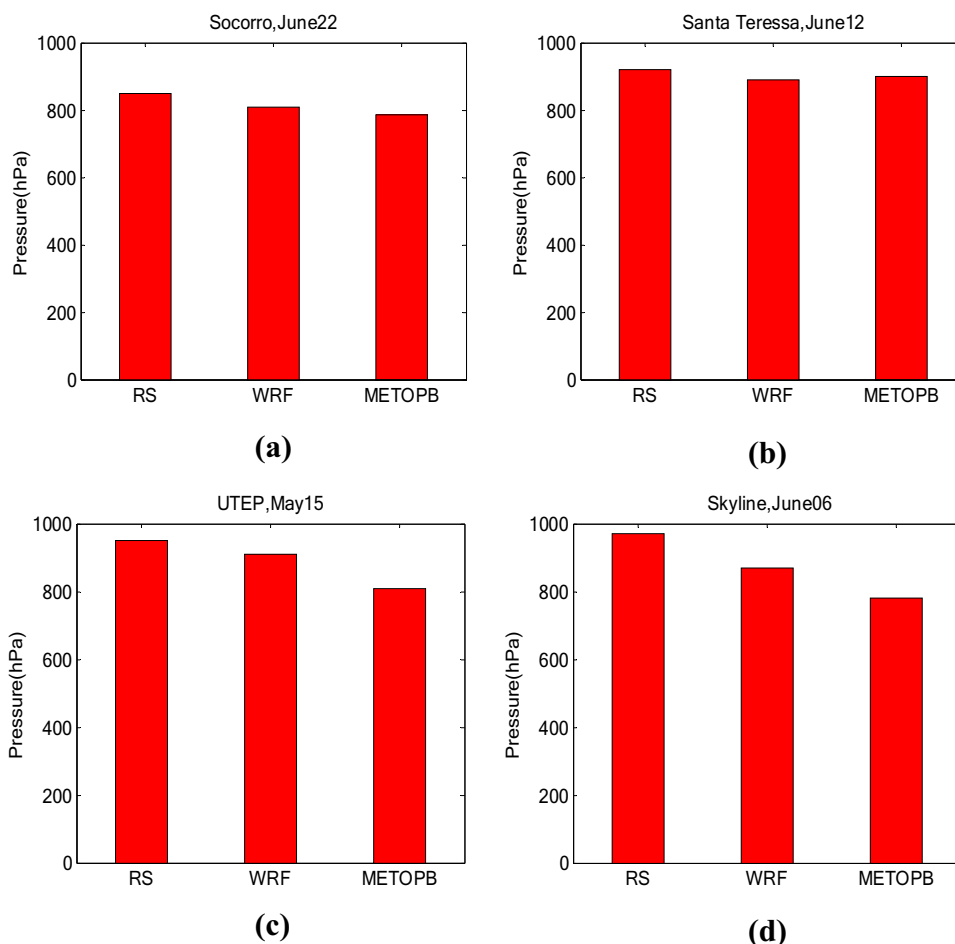 Socorro,June22
1000
800
600
400
200
0
Pressure(hPa)
RS WRF METOPB
(a)
Santa Teressa,June12
1000
800
600
400
200
0
Pressure(hPa)
RS WRF METOPB
(b)
UTEP,May15
1000
800
600
400
200
0
Pressure(hPa)
RS WRF METOPB
(c)
Skyline,June06
1000
800
600
400
200
0
Pressure(hPa)
RS WRF METOPB
(d)